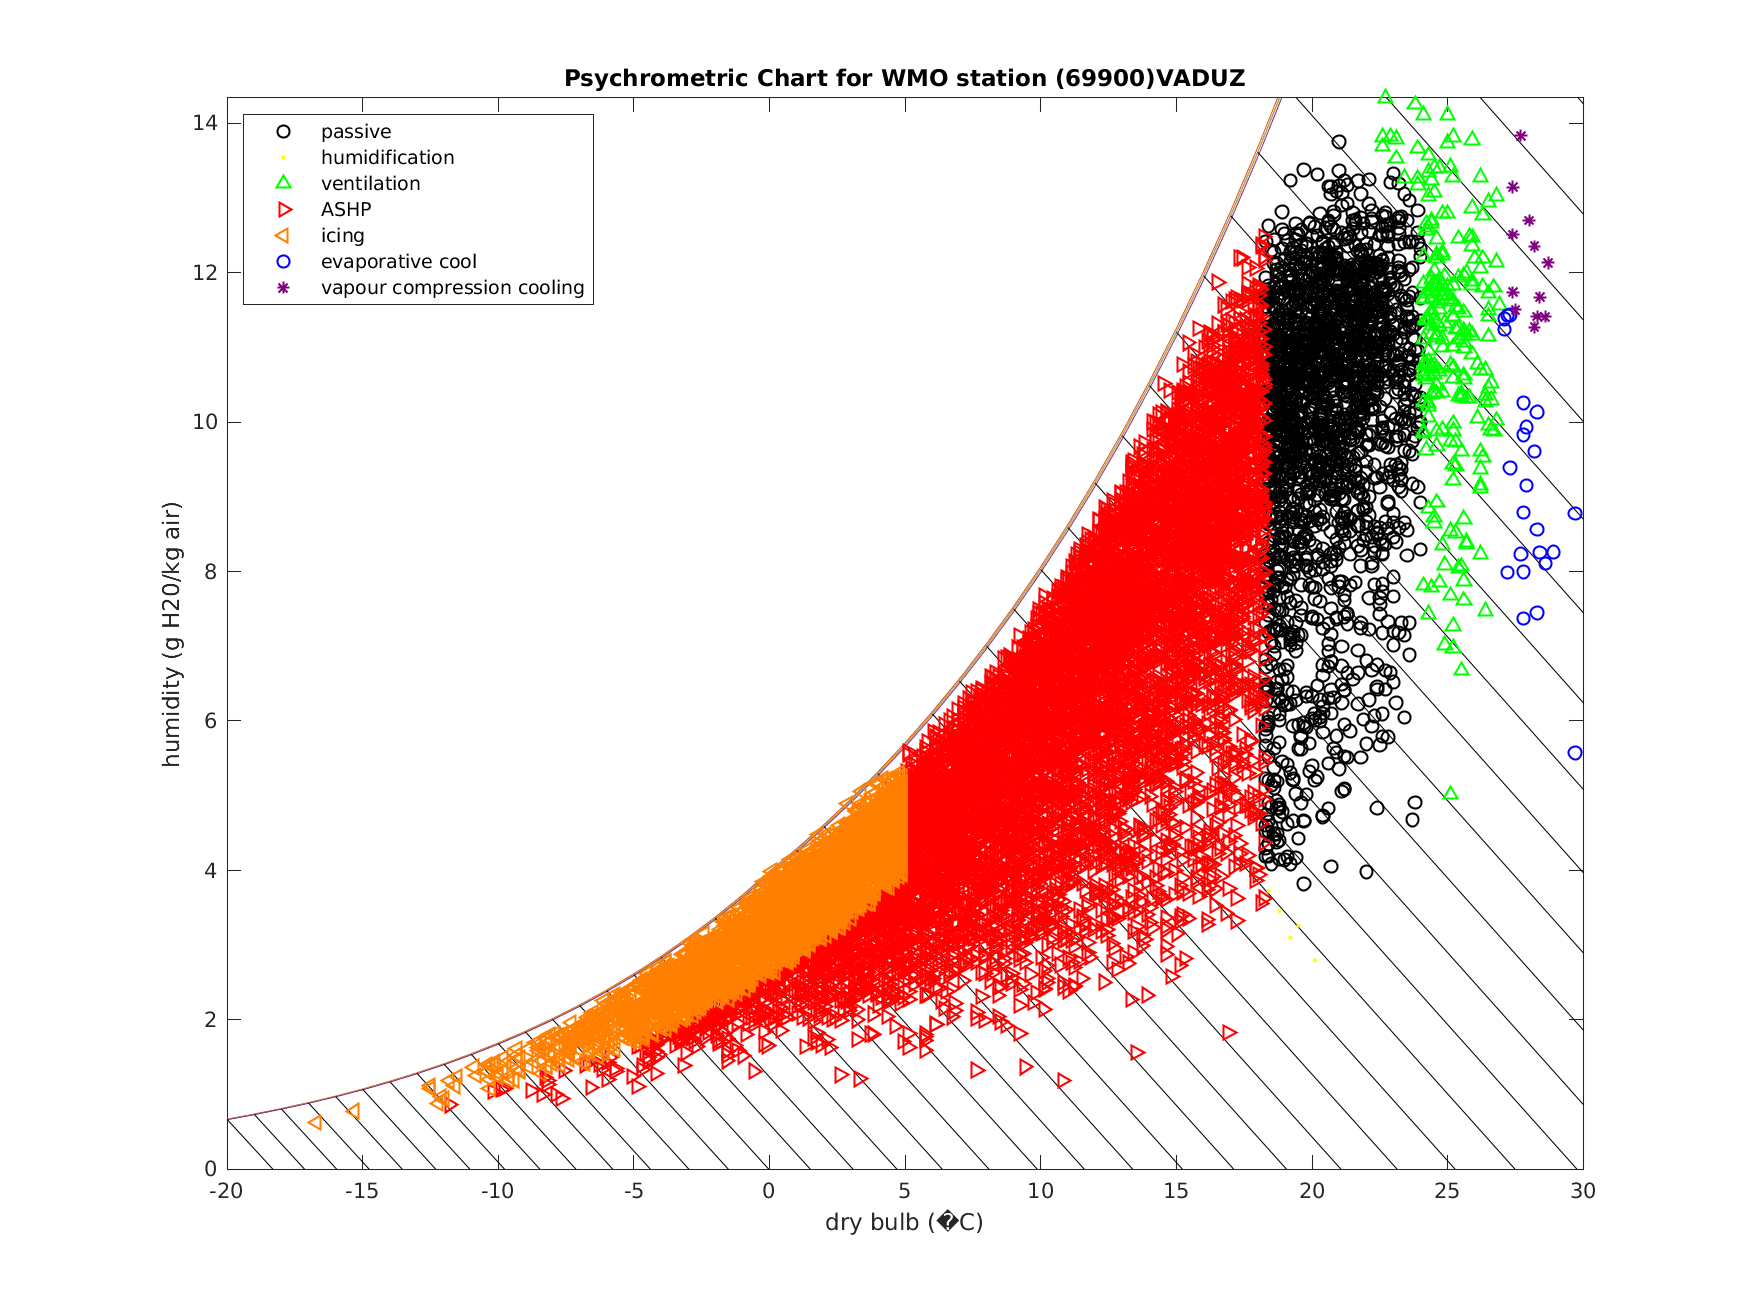 Psychrometric Chart for WMO station (69900)VADUZ
14
12
10
8
6
4
2
0
humidity (g H20/kg air)
passive
humidification
ventilation
ASHP
icing
evaporative cool
vapour compression cooling
-20 -15 -10 -5 0 5 10 15 20 25 30
dry bulb (�C)